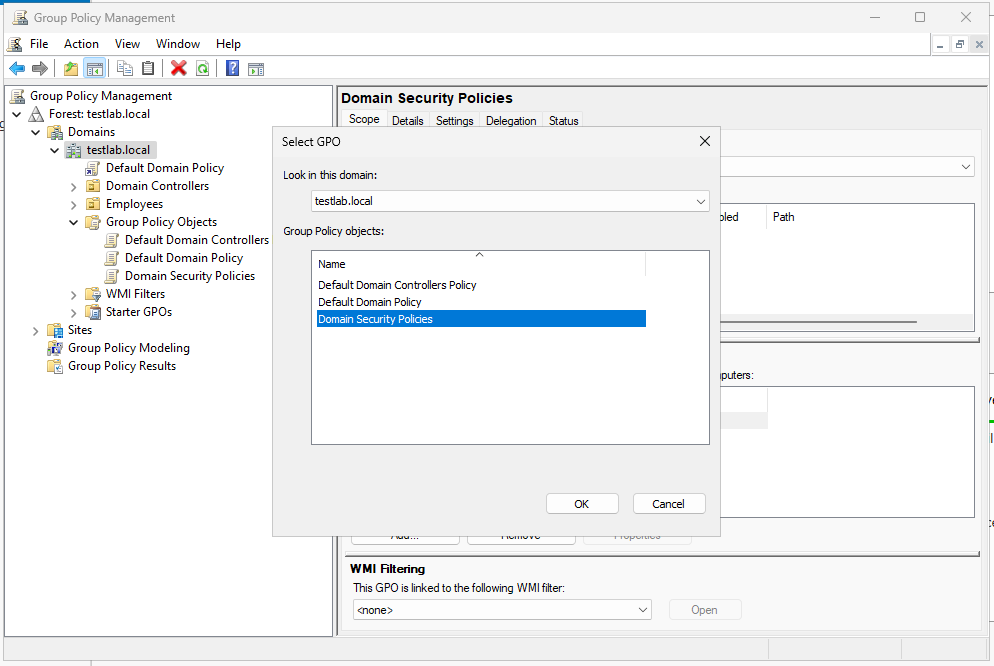 Group Policy Management
File Action View Window Help
Group Policy Management
Forest: testlab.local
Domains
testlab.local
Default Domain Policy
Domain Controllers
Employees
Group Policy Objects
Default Domain Controllers
Default Domain Policy
Domain Security Policies
WMI Filters
Starter GPOs
Sites
Group Policy Modeling
Group Policy Results
Domain Security Policies
Scope Details Settings Delegation Status
Path
Select GPO
Look in this domain:
testlab.local
Group Policy objects:
Name
Default Domain Controllers Policy
Default Domain Policy
Domain Security Policies
OK Cancel
Add... Remove Properties
WMI Filtering
This GPO is linked to the following WMI filter:
<none>
Open